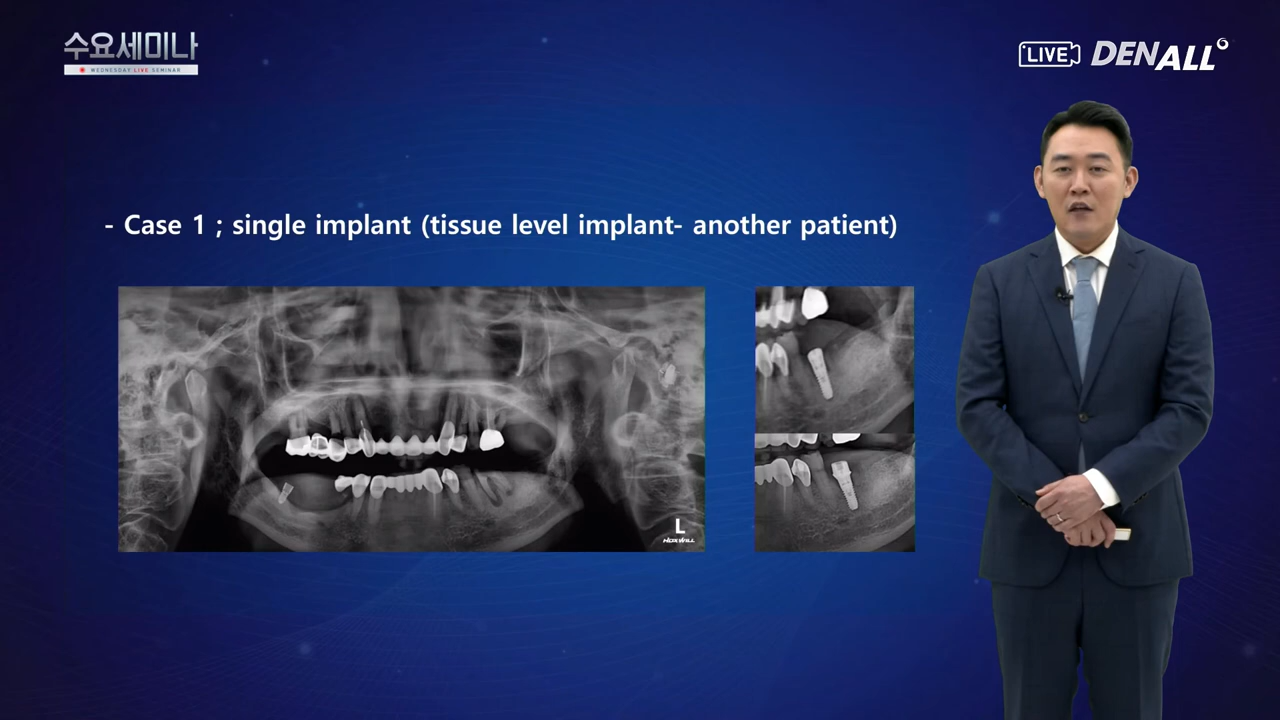 수요세미나
WEDNESDAY LIVE SEMINAR
LIVE DENALL
- Case 1 ; single implant (tissue level implant- another patient)
L